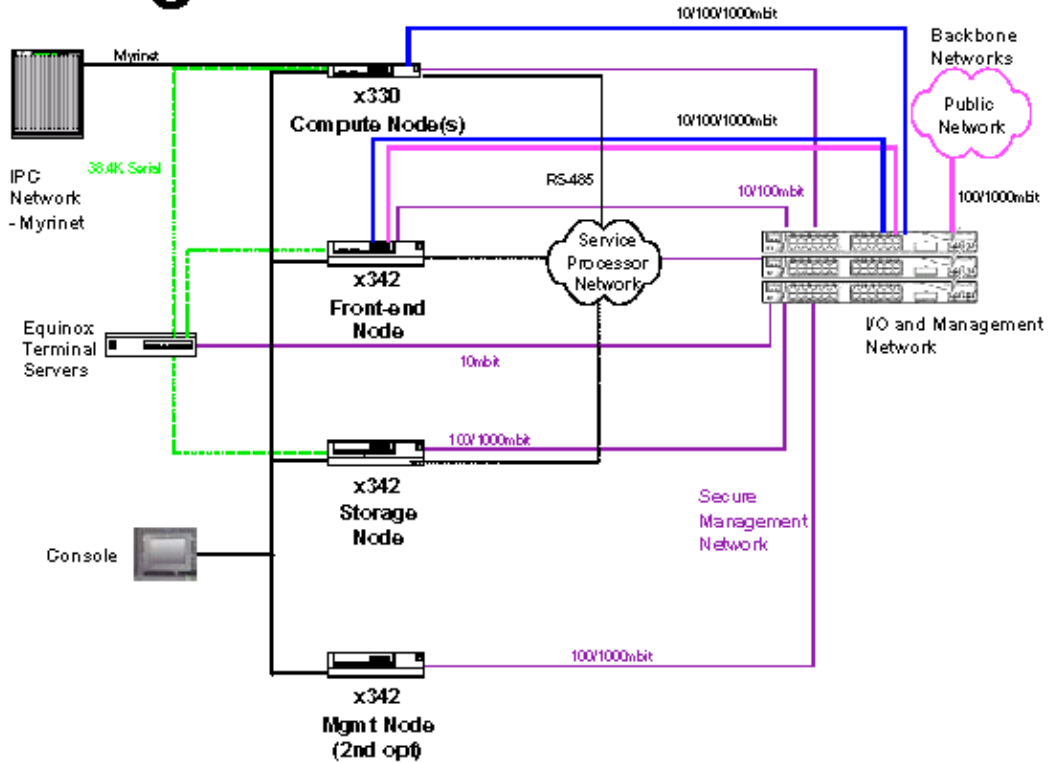 10/100/1000mbit
Backbone
Networks
Myrinet
Public
Network
x330
Compute Node(s)
10/100/1000mbit
38.4K Serial
IPC
Network
- Myrinet
RS-485
10/100mbit
100/1000mbit
Service
Processor
Network
x342
Front-end
Node
I/O and Management
Network
Equinox
Terminal
Servers
10mbit
100/1000mbit
x342
Storage
Node
Secure
Management
Network
Console
100/1000mbit
x342
Mgmt Node
(2nd opt)